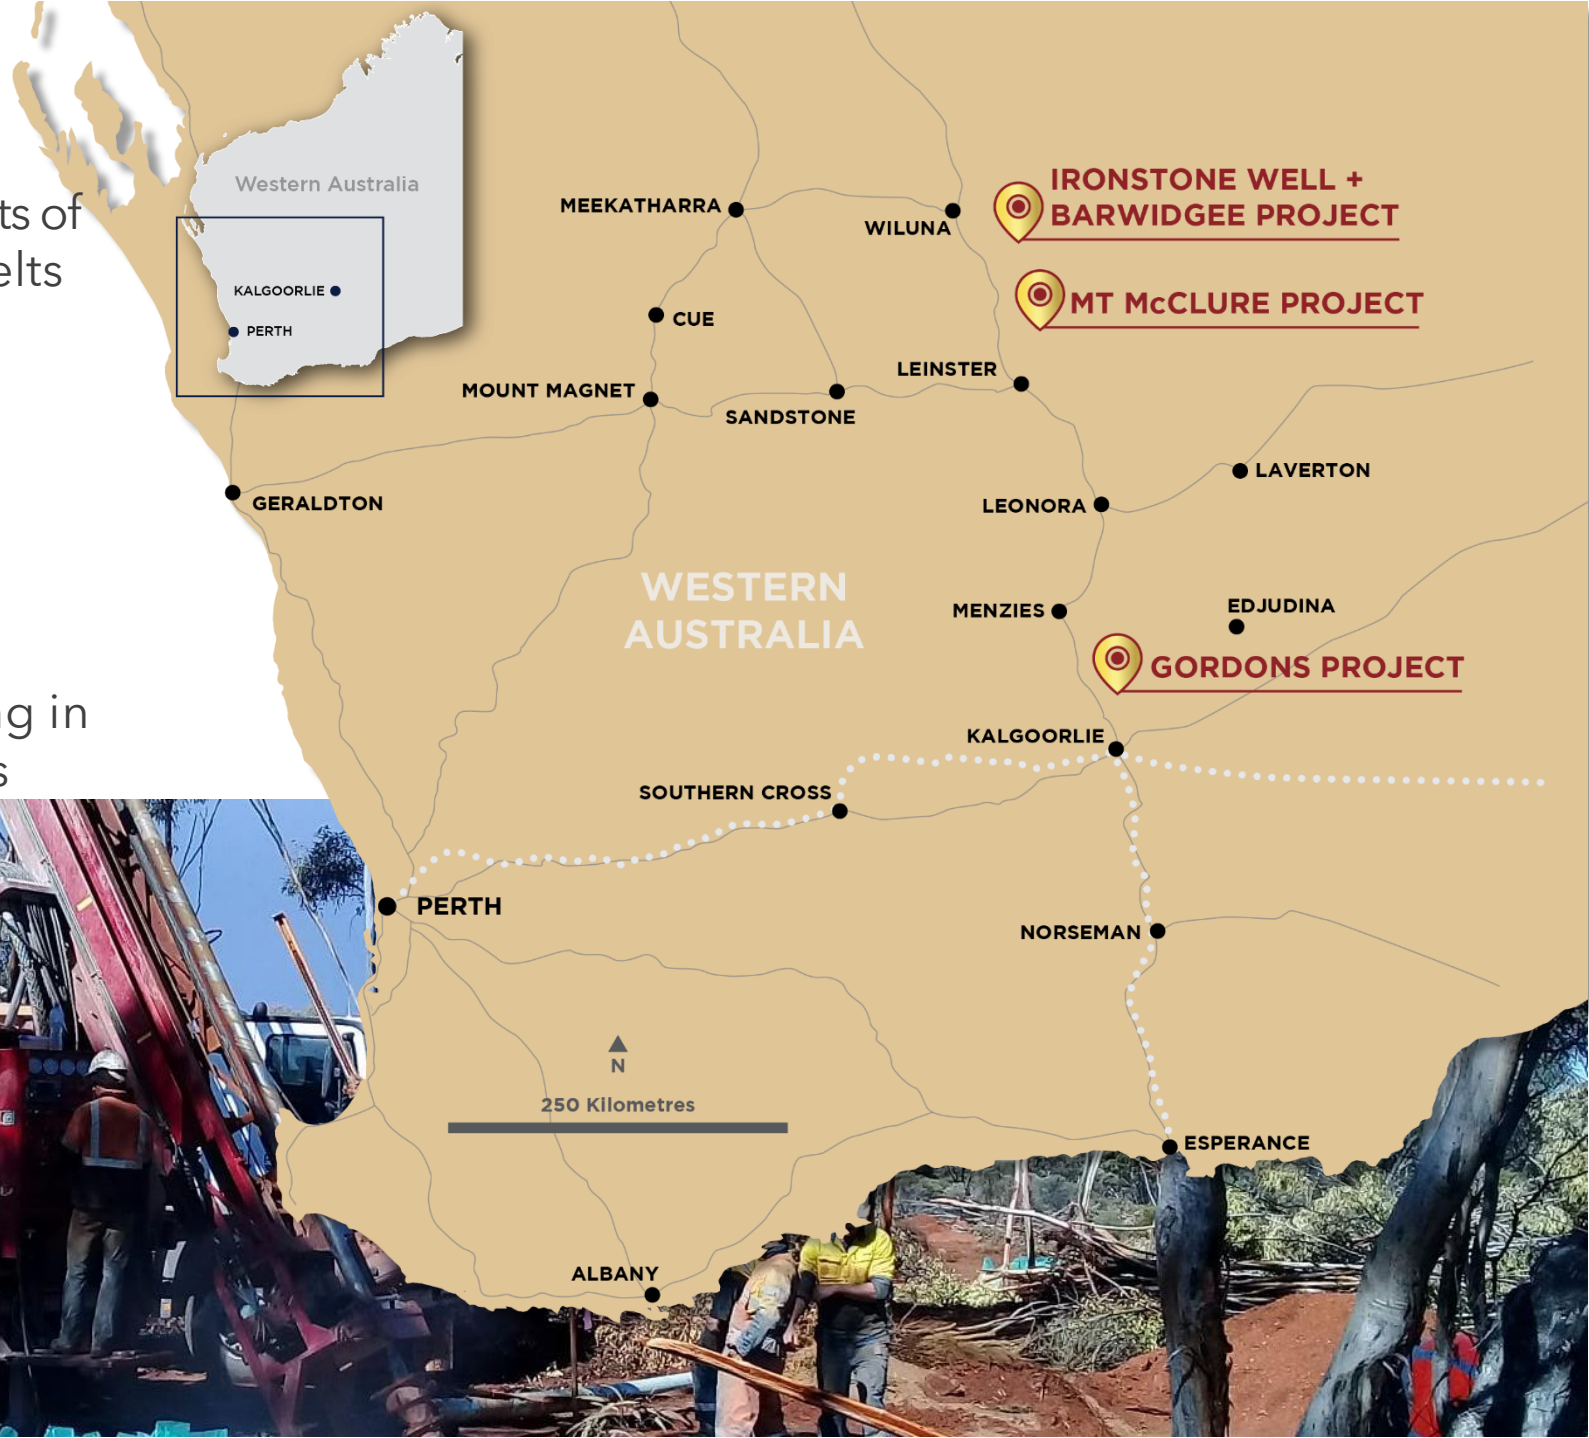 ts of
elts
g in
s
Western Australia
KALGOORLIE
PERTH
IRONSTONE WELL +
BARWIDGEE PROJECT
MEEKATHARRA
WILUNA
MT McCLURE PROJECT
CUE
LEINSTER
MOUNT MAGNET
SANDSTONE
LAVERTON
GERALDTON
LEONORA
WESTERN
AUSTRALIA
MENZIES
EDJUDINA
GORDONS PROJECT
KALGOORLIE
SOUTHERN CROSS
PERTH
NORSEMAN
N
250 Kilometres
ESPERANCE
ALBANY